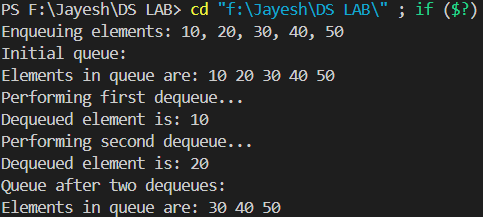 PS F:\Jayesh\DS LAB> cd "f:\Jayesh\DS LAB\" ; if ($?)
Enqueuing elements: 10, 20, 30, 40, 50
Initial queue:
Elements in queue are: 10 20 30 40 50
Performing first dequeue...
Dequeued element is: 10
Performing second dequeue...
Dequeued element is: 20
Queue after two dequeues:
Elements in queue are: 30 40 50